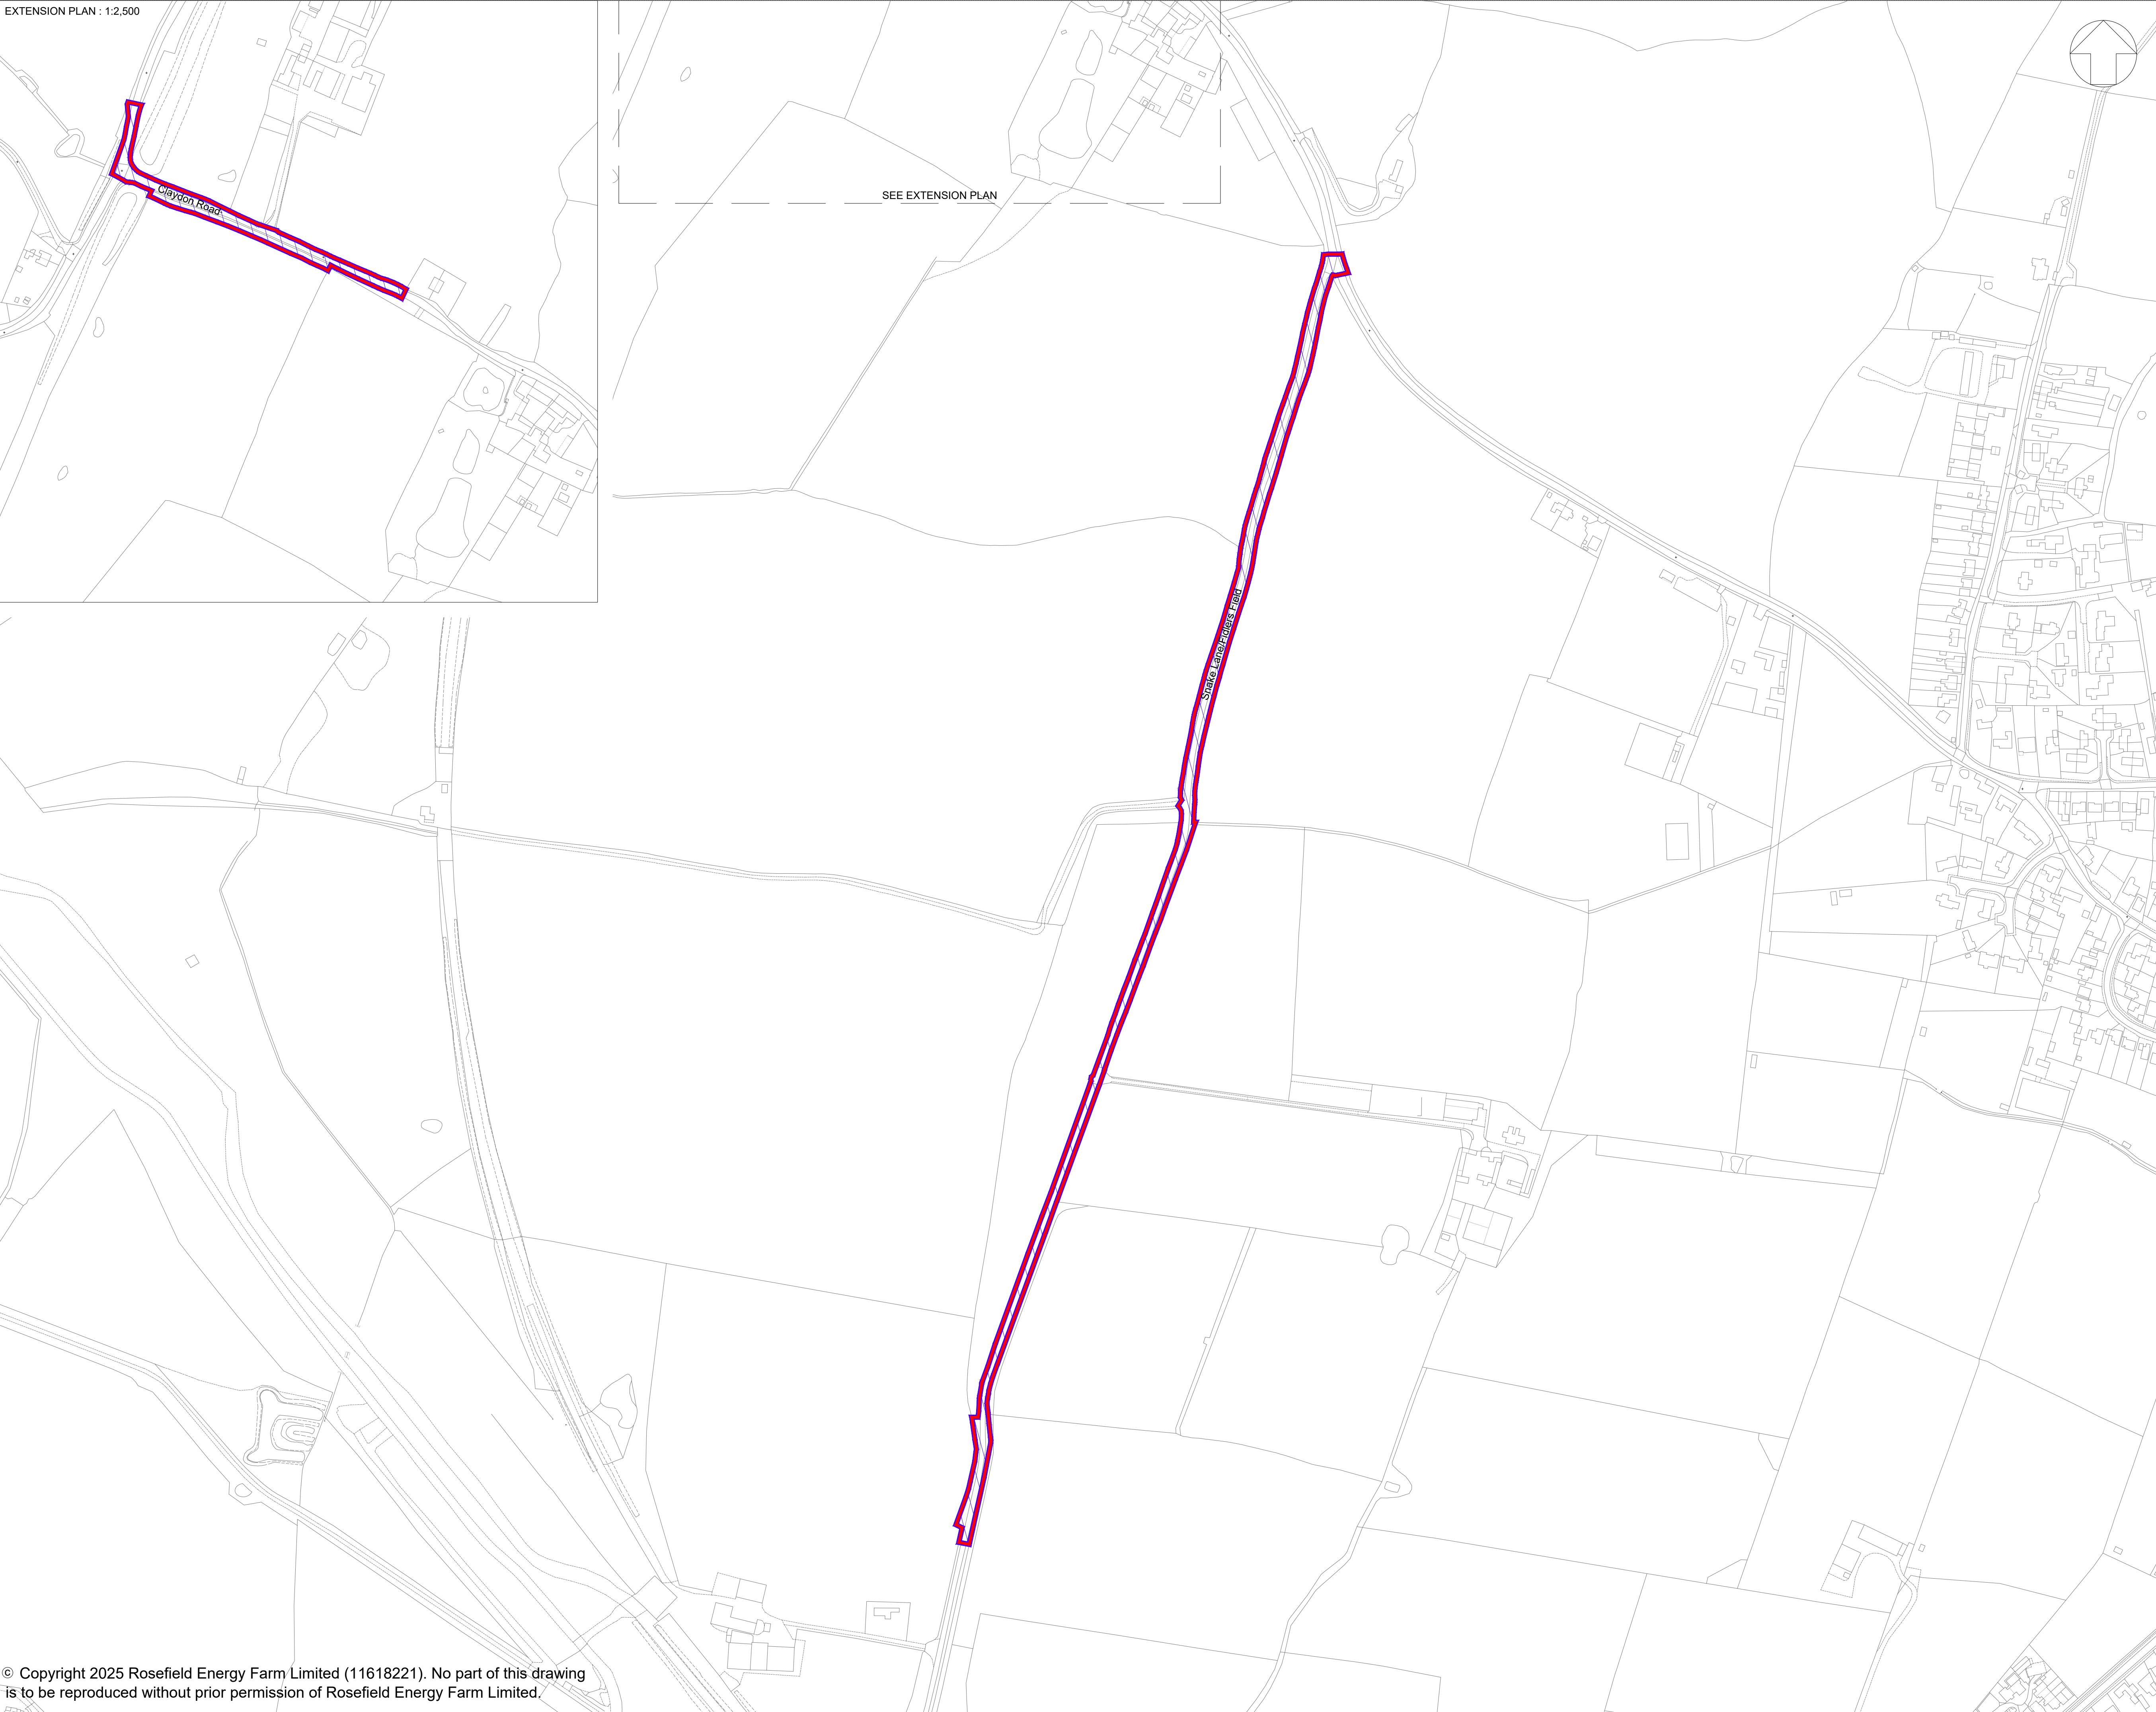 EXTENSION PLAN : 1:2,500
Claydon Road
SEE EXTENSION PLAN
Snake Lane/Fidlers Field
© Copyright 2025 Rosefield Energy Farm Limited (11618221). No part of this drawing
is to be reproduced without prior permission of Rosefield Energy Farm Limited.